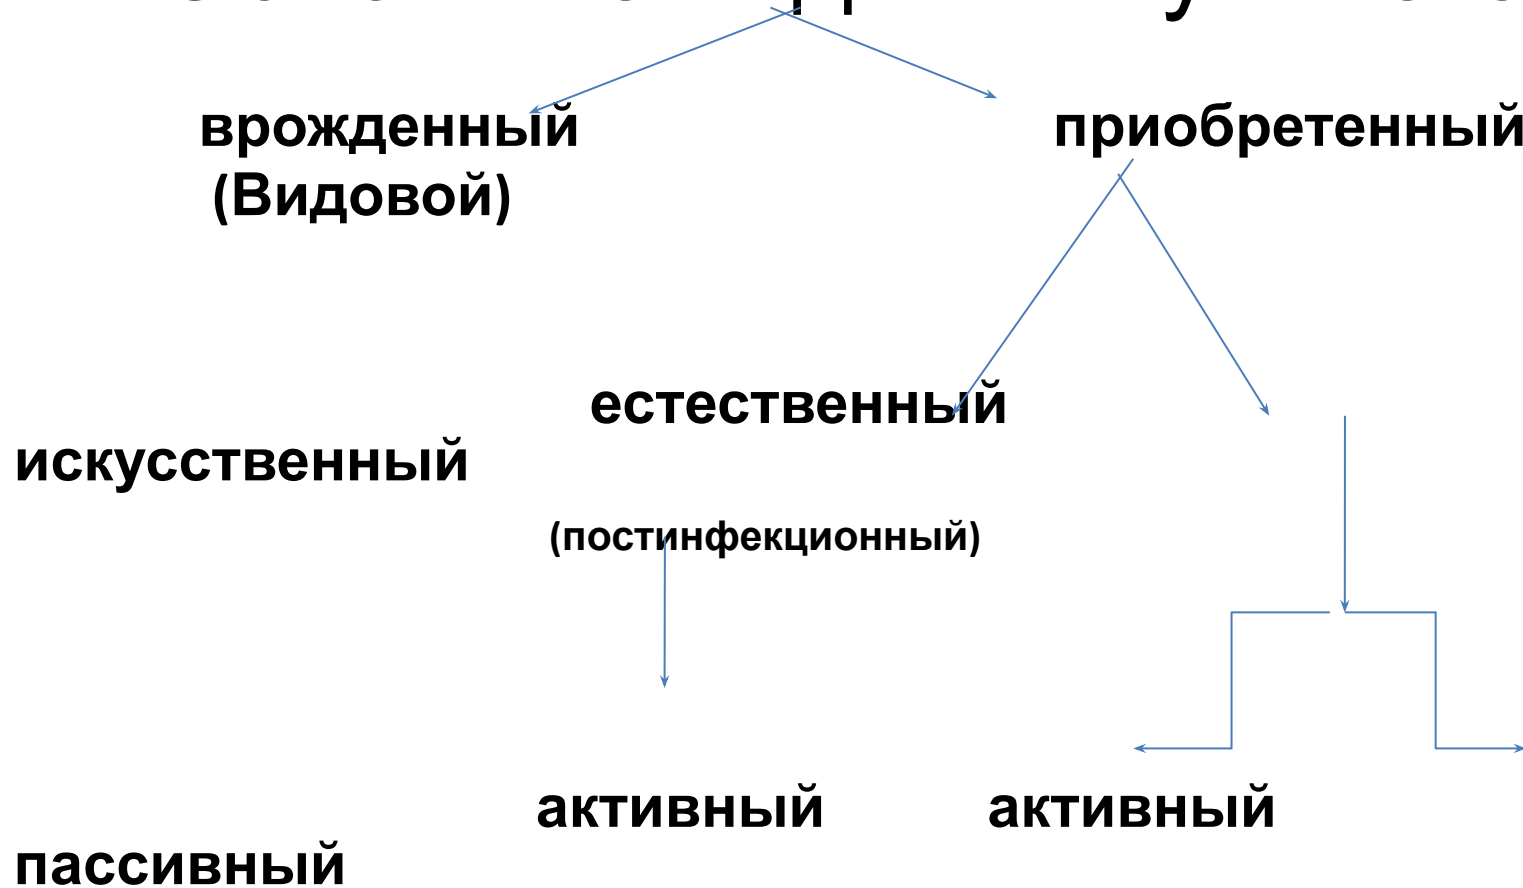 врожденный приобретенный
(Видовой)
естественный
искусственный
(постинфекционный)
активный активный
пассивный